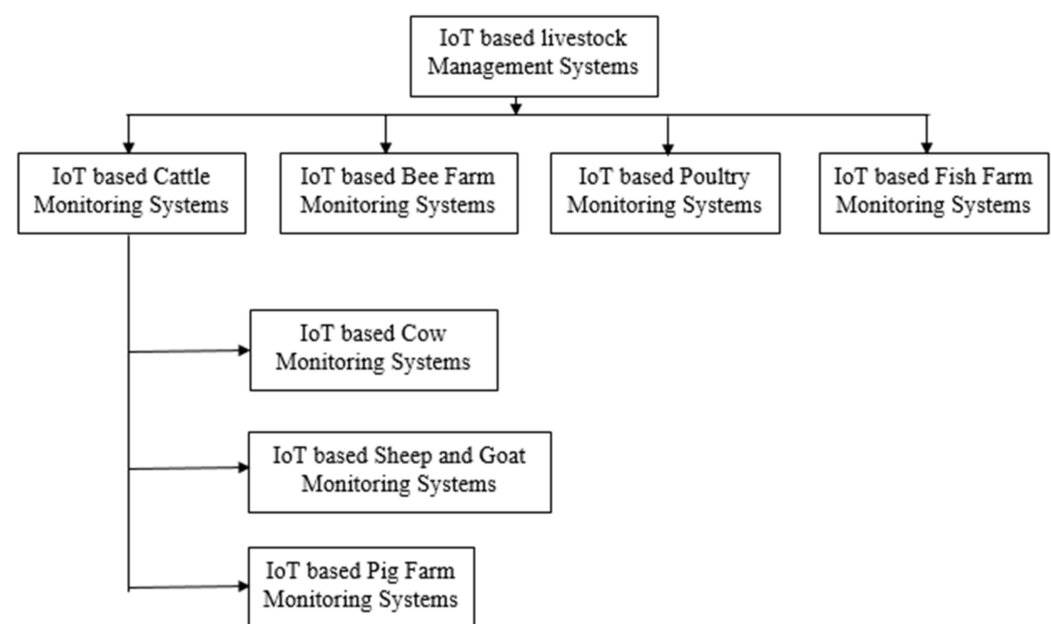 IoT based livestock
Management Systems
IoT based Cattle
Monitoring Systems
IoT based Bee Farm
Monitoring Systems
IoT based Poultry
Monitoring Systems
IoT based Fish Farm
Monitoring Systems
IoT based Cow
Monitoring Systems
IoT based Sheep and Goat
Monitoring Systems
IoT based Pig Farm
Monitoring Systems